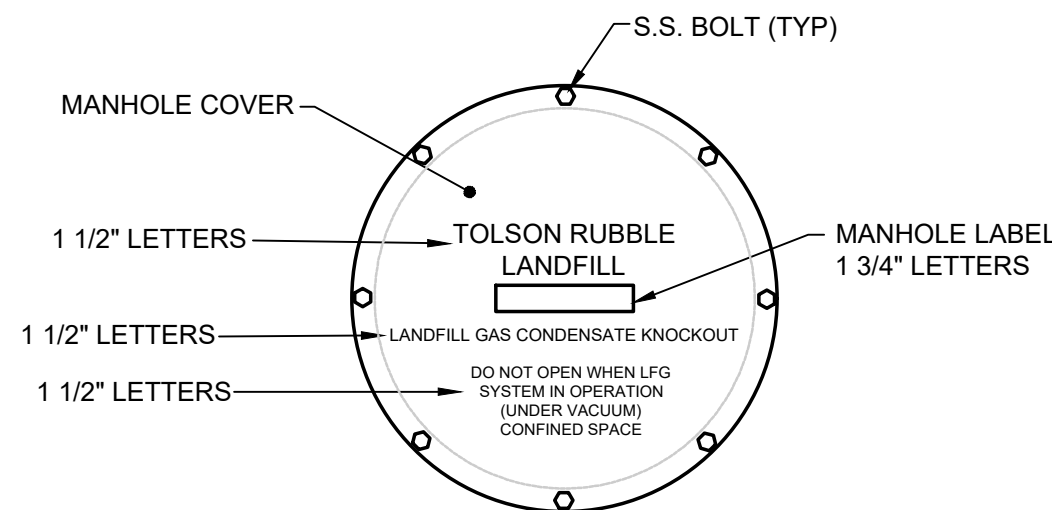 S.S. BOLT (TYP)
MANHOLE COVER
1 1/2" LETTERS
TOLSON RUBBLE
LANDFILL
MANHOLE LABEL
1 3/4" LETTERS
1 1/2" LETTERS
LANDFILL GAS CONDENSATE KNOCKOUT
1 1/2" LETTERS
DO NOT OPEN WHEN LFG
SYSTEM IN OPERATION
(UNDER VACUUM)
CONFINED SPACE